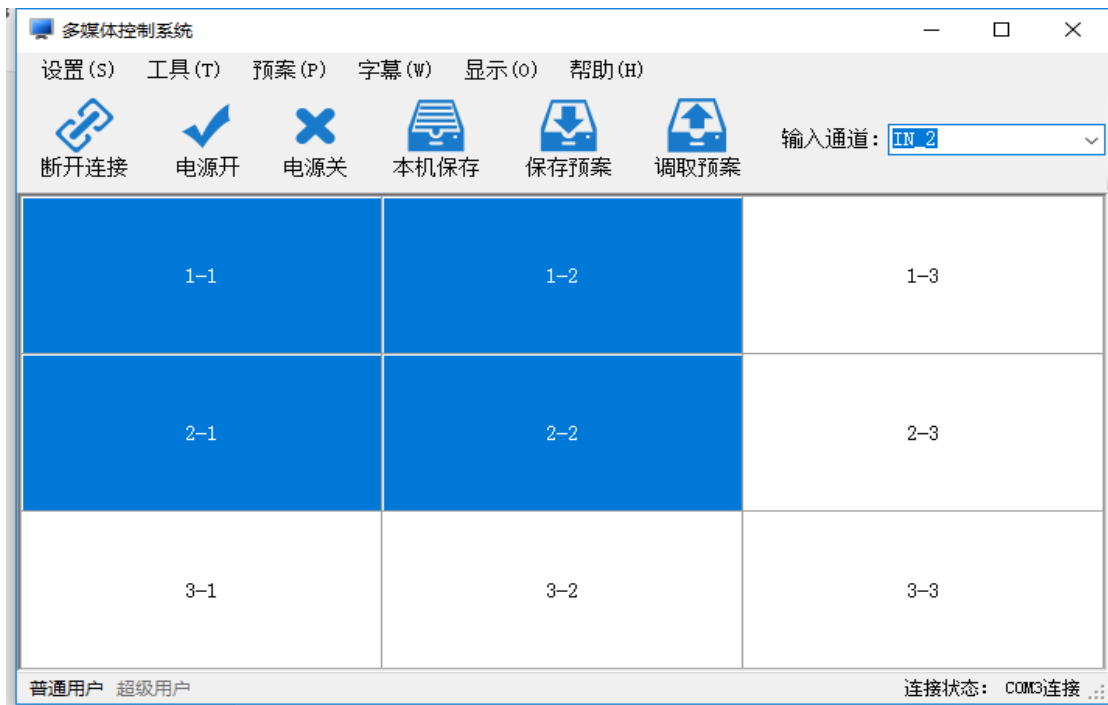 多媒体控制系统
设置(S) 工具(T) 预案(P) 字幕(W) 显示(O) 帮助(H)
断开连接 电源开 电源关 本机保存 保存预案 调取预案 输入通道: IN_2
1-1 1-2 1-3
2-1 2-2 2-3
3-1 3-2 3-3
普通用户 超级用户 连接状态: COM3连接